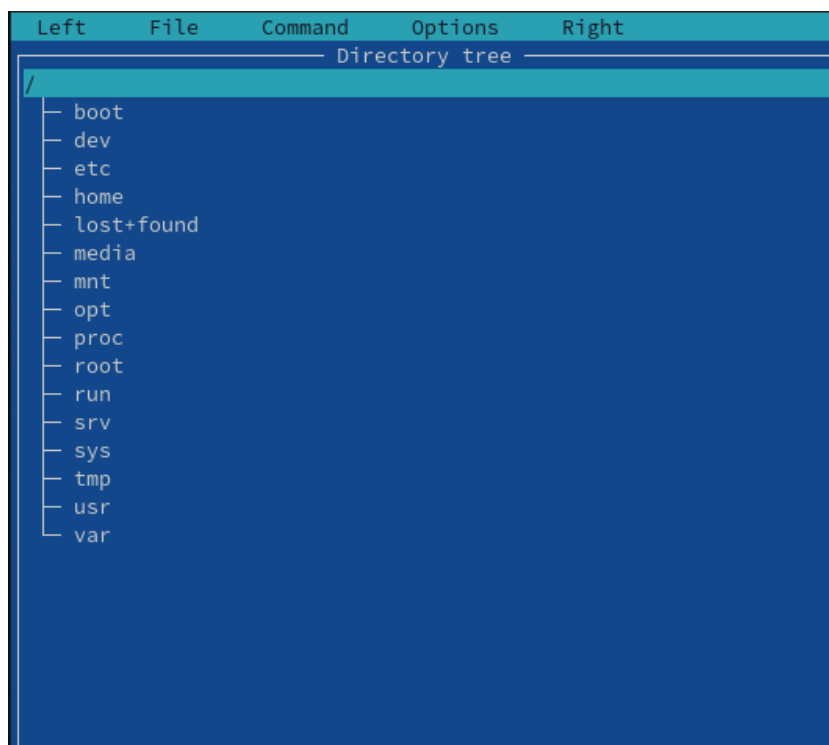 Left File Command Options Right
Directory tree
/
boot
dev
etc
home
lost+found
media
mnt
opt
proc
root
run
srv
sys
tmp
usr
var